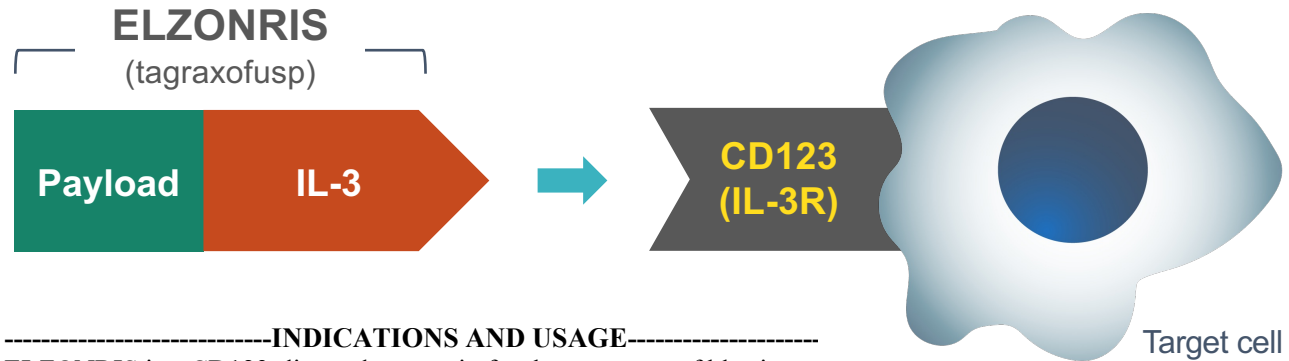 ELZONRIS
(tagraxofusp)
Payload
IL-3
CD123
(IL-3R)
Target cell
-----------------------------INDICATIONS AND USAGE---------------------